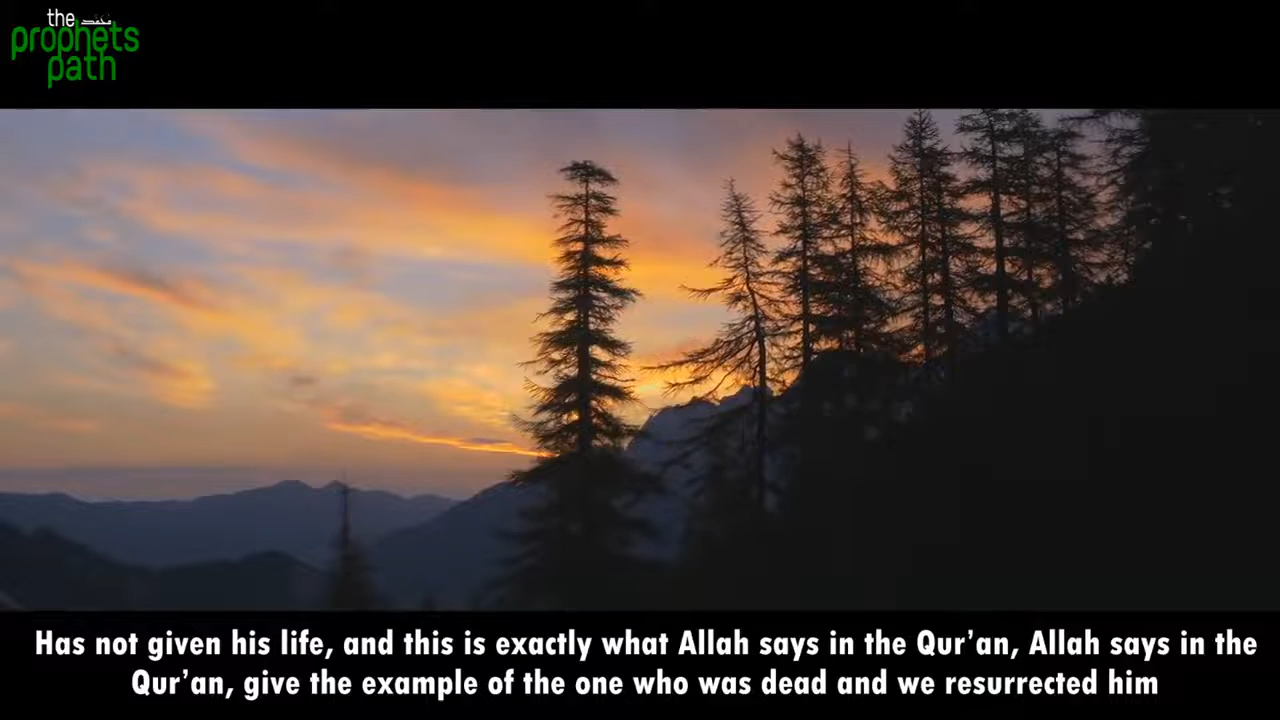 the محمد
prophets
path
Has not given his life, and this is exactly what Allah says in the Qur’an, Allah says in the
Qur’an, give the example of the one who was dead and we resurrected him